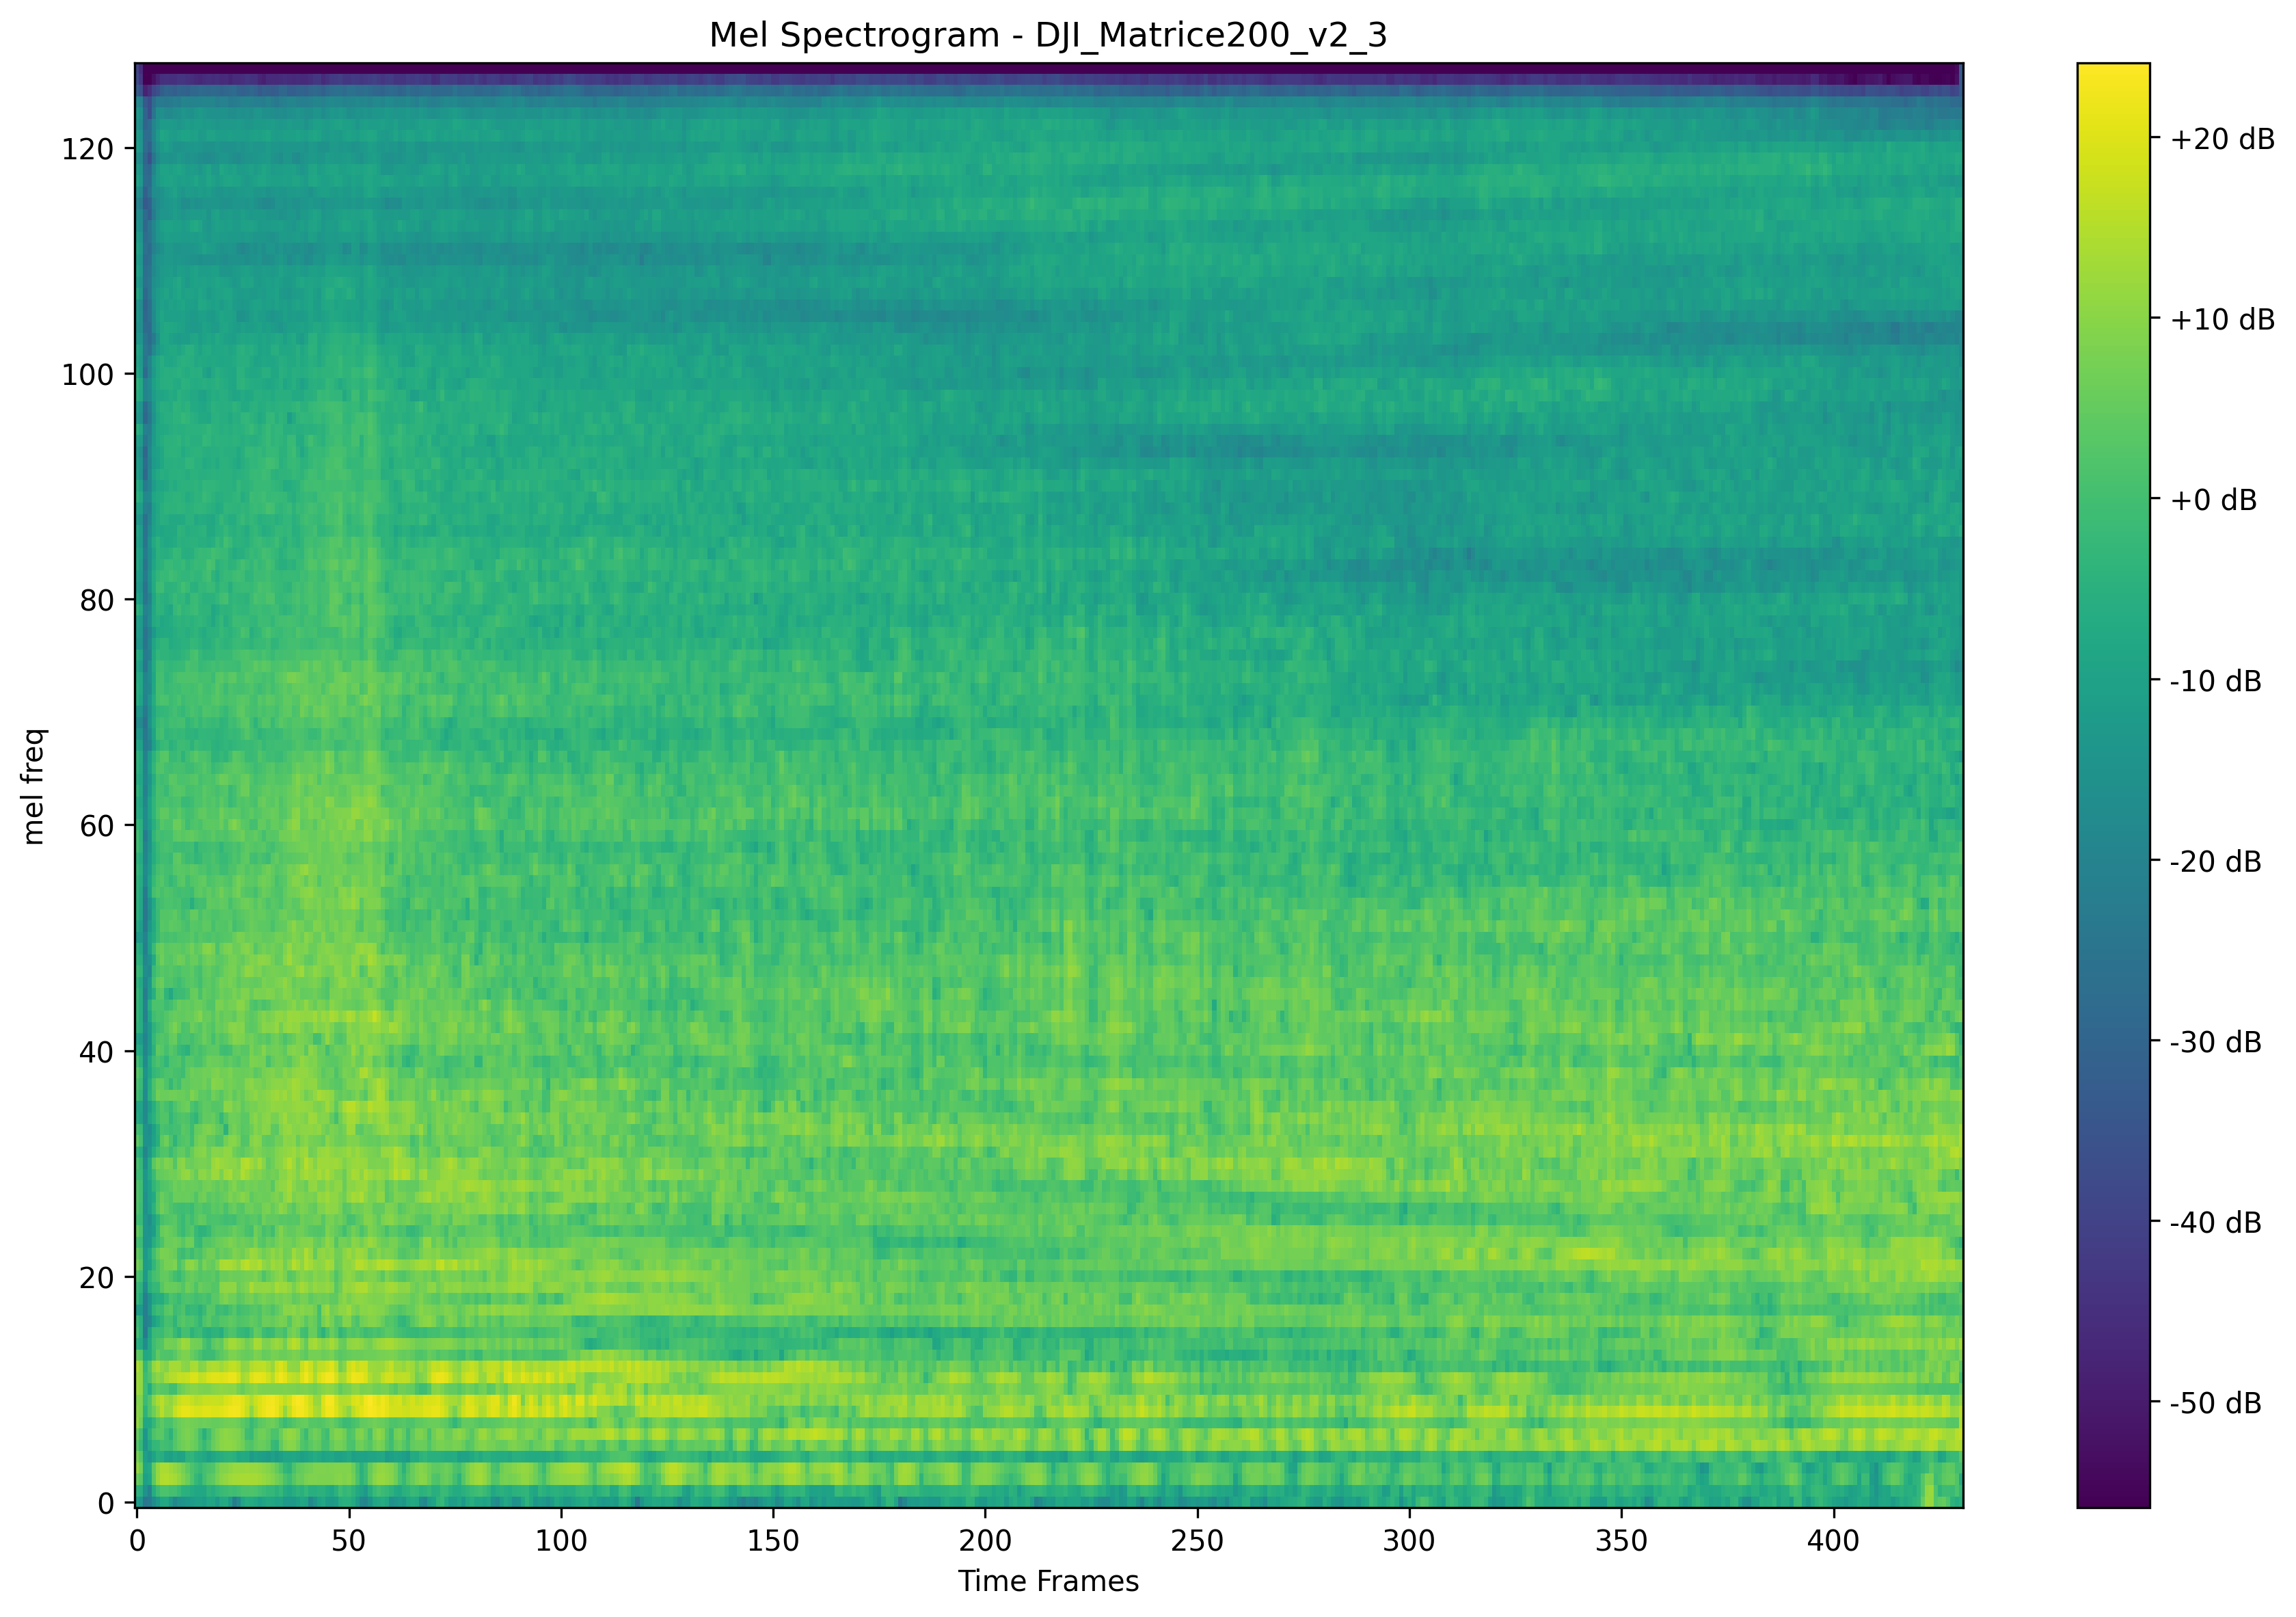 Mel Spectrogram - DJI_Matrice200_v2_3
mel freq
120
100
80
60
40
20
0
0 50 100 150 200 250 300 350 400
Time Frames
+20 dB
+10 dB
+0 dB
-10 dB
-20 dB
-30 dB
-40 dB
-50 dB